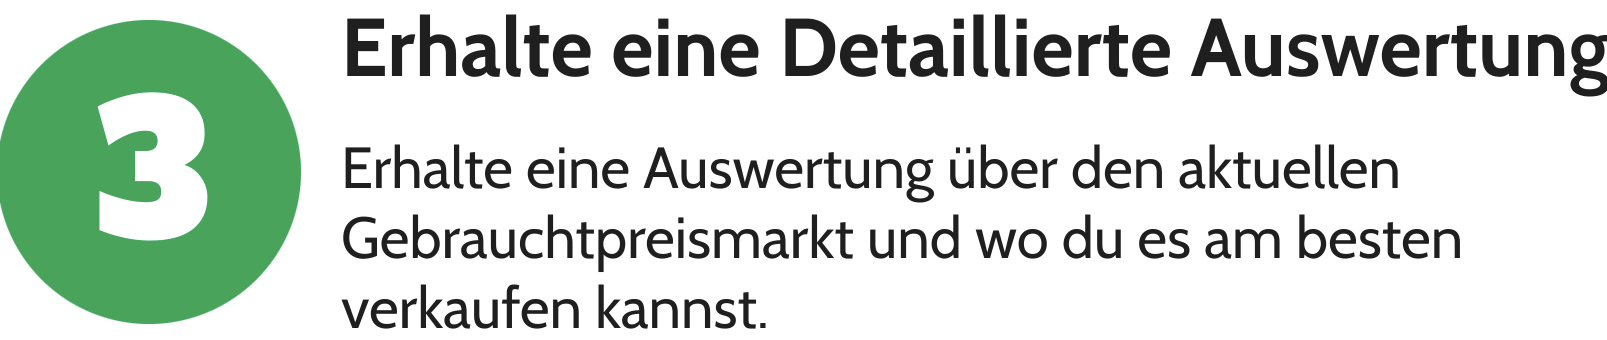 3
Erhalte eine Detaillierte Auswertung
Erhalte eine Auswertung über den aktuellen
Gebrauchtpreismarkt und wo du es am besten
verkaufen kannst.